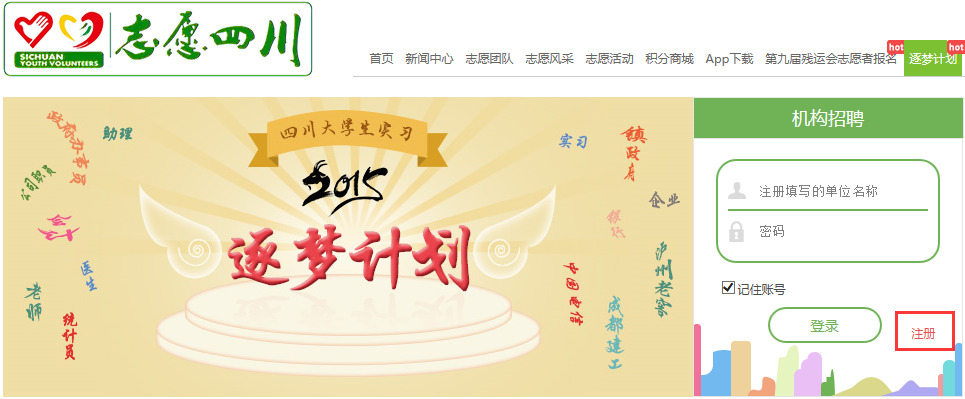 志愿四川
SICHUAN
YOUTH VOLUNTEERS
首页 新闻中心 志愿团队 志愿风采 志愿活动 积分商城 App下载 第九届残运会志愿者报名 逐梦计划
hot
hot
四川大学生实习
2015
逐梦计划
政府办事员
助理
公司职员
会计
医生
老师
统计员
实习
镇政府
企业
泸州老窖
中国电信
成都建工
机构招聘
注册填写的单位名称
密码
记住账号
登录
注册